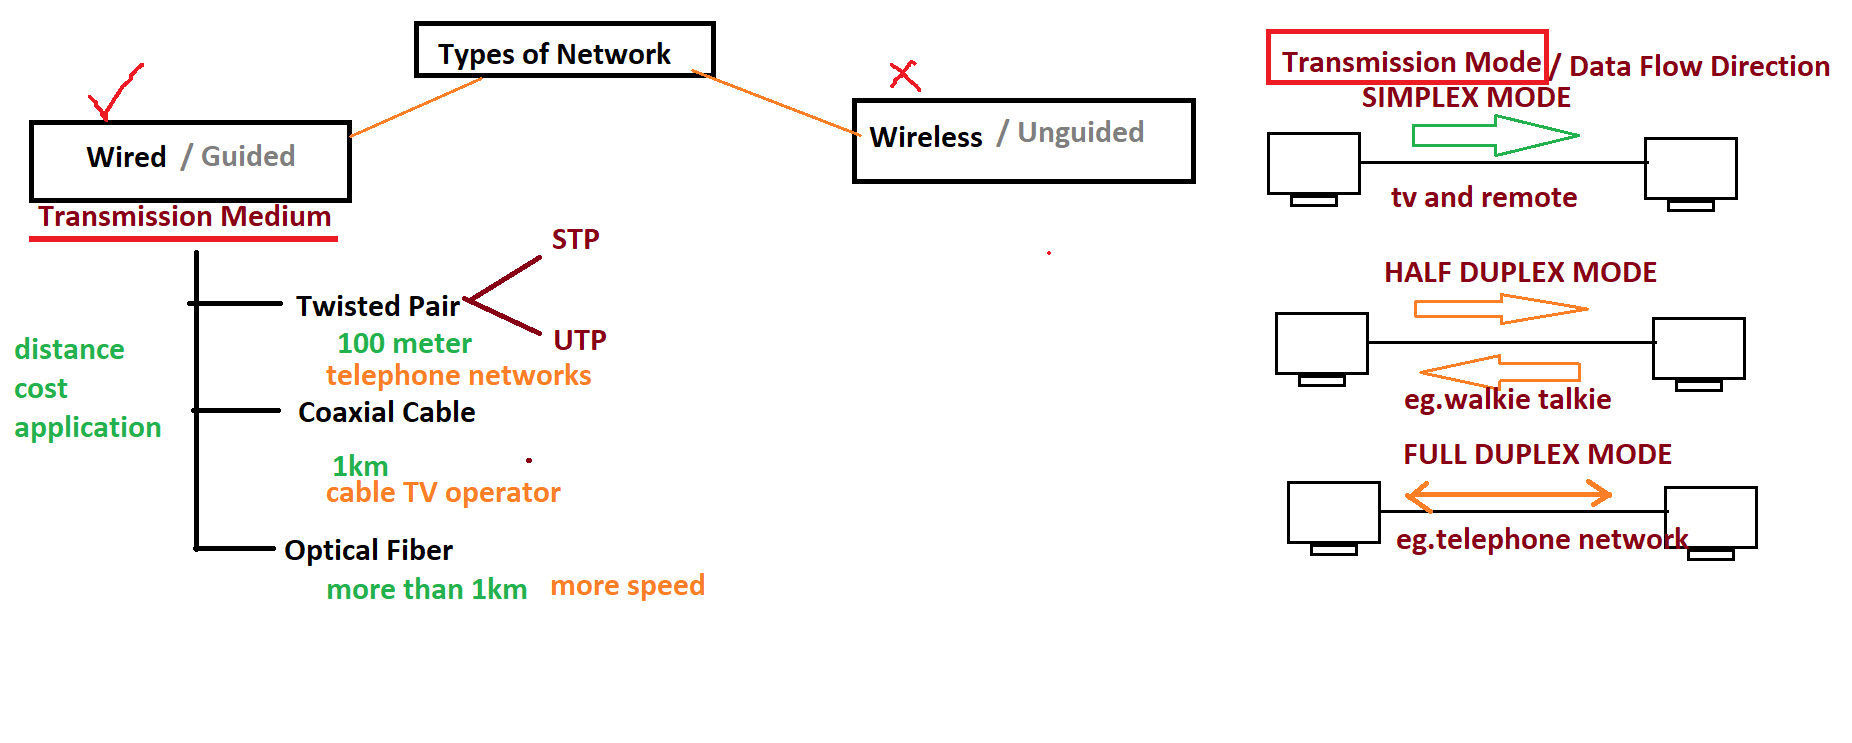 Types of Network
Wired / Guided
Transmission Medium
Wireless / Unguided
STP
Twisted Pair
UTP
100 meter
telephone networks
distance
cost
application
Coaxial Cable
1km
cable TV operator
Optical Fiber
more than 1km more speed
Transmission Mode / Data Flow Direction
SIMPLEX MODE
tv and remote
HALF DUPLEX MODE
eg.walkie talkie
FULL DUPLEX MODE
eg.telephone network